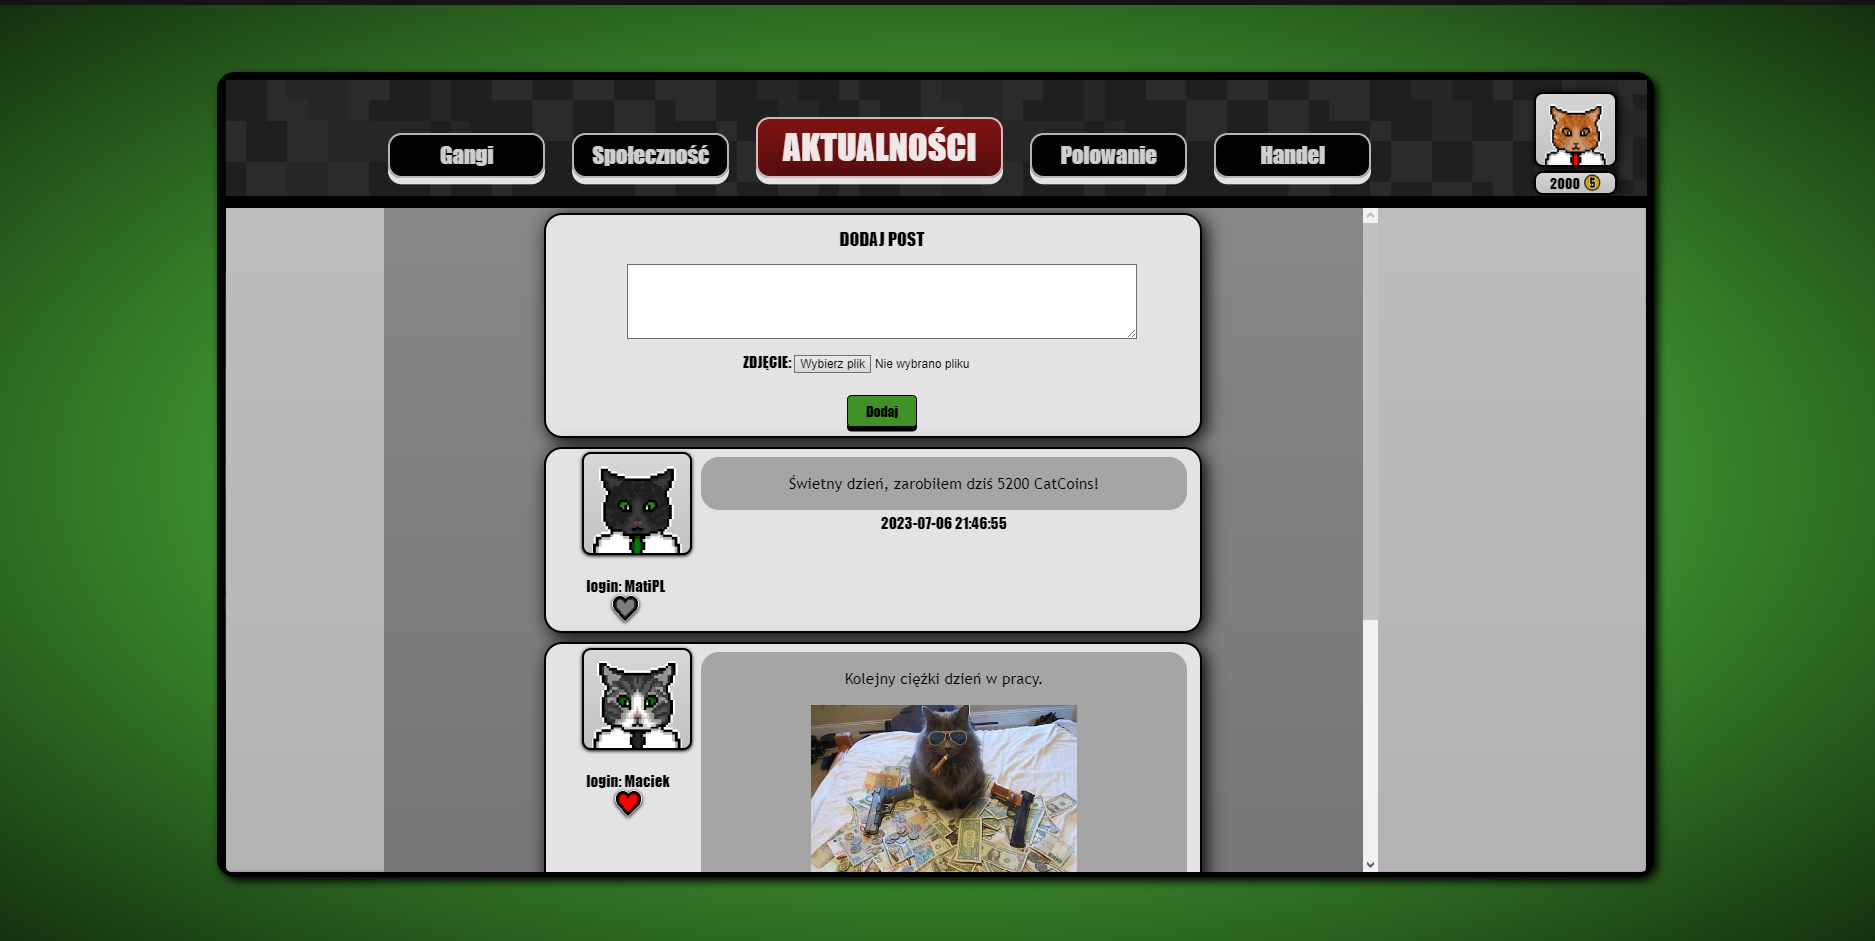 Gangi
Społeczność
AKTUALNOŚCI
Polowanie
Handel
2000
DODAJ POST
ZDJĘCIE: Wybierz plik Nie wybrano pliku
Dodaj
Świetny dzień, zarobiłem dziś 5200 CatCoins!
2023-07-06 21:46:55
login: MatiPL
Kolejny ciężki dzień w pracy.
login: Maciek